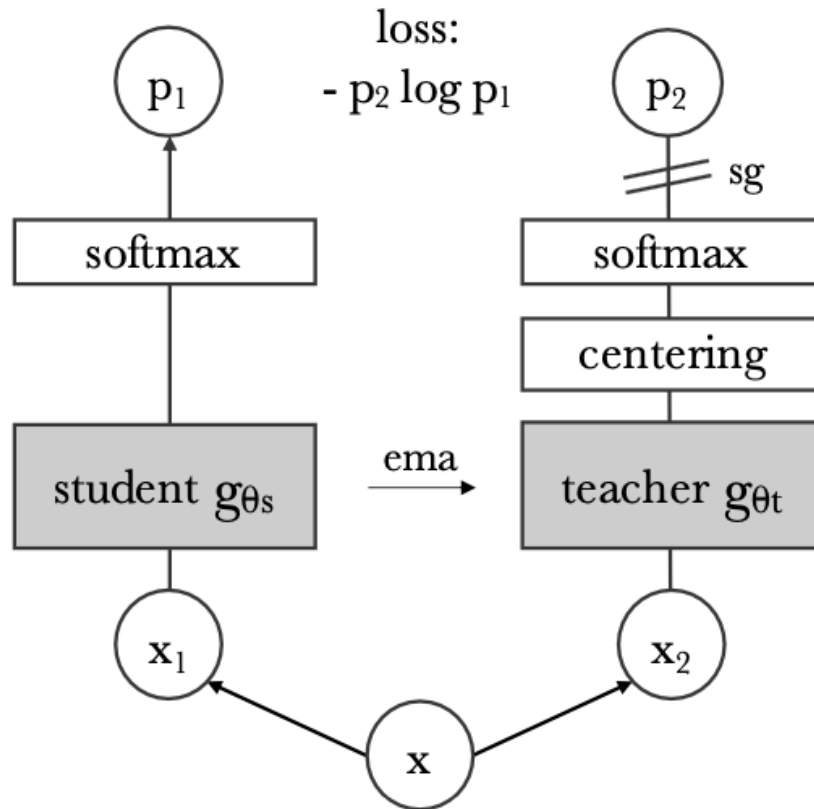 loss:
- p₂ log p₁
p₁
p₂
sg
softmax
softmax
centering
student gθs
ema
teacher gθt
x₁
x₂
x